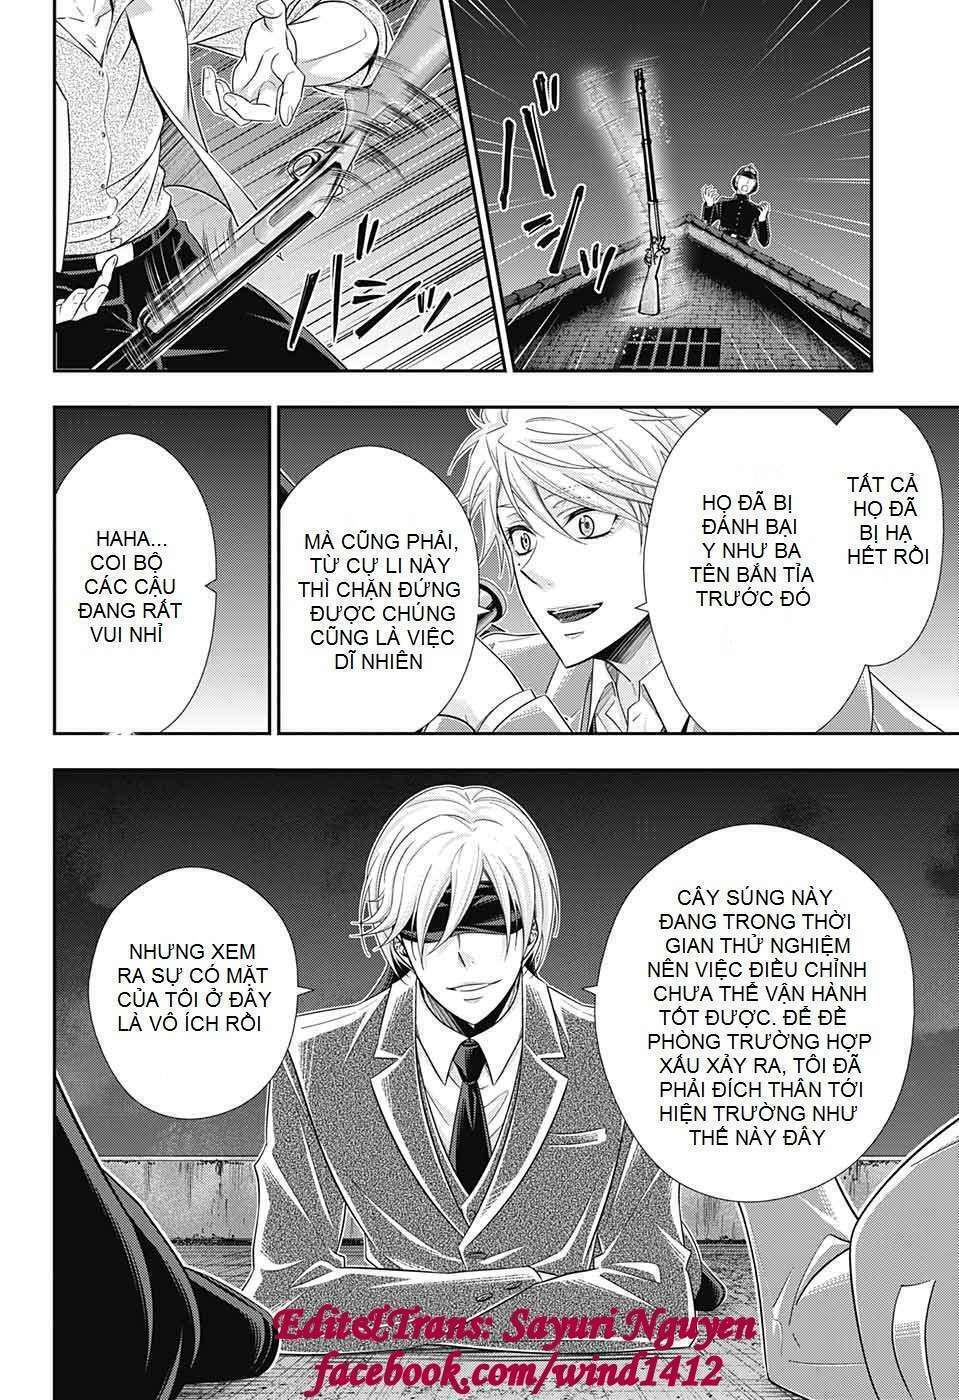 TẤT CẢ
HỌ ĐÃ
BỊ HẠ
HẾT RỒI
HỌ ĐÃ BỊ
ĐÁNH BẠI
Y NHƯ BA
TÊN BẮN TỈA
TRƯỚC ĐÓ
MÀ CŨNG PHẢI,
TỪ CỰ LI NÀY
THÌ CHẶN ĐỨNG
ĐƯỢC CHÚNG
CŨNG LÀ VIỆC
DĨ NHIÊN
HAHA...
COI BỘ
CÁC CẬU
ĐANG RẤT
VUI NHỈ
CÂY SÚNG NÀY
ĐANG TRONG THỜI
GIAN THỬ NGHIỆM
NÊN VIỆC ĐIỀU CHỈNH
CHƯA THỂ VẬN HÀNH
TỐT ĐƯỢC. ĐỂ ĐỀ
PHÒNG TRƯỜNG HỢP
XẤU XẢY RA, TÔI ĐÃ
PHẢI ĐÍCH THÂN TỚI
HIỆN TRƯỜNG NHƯ
THẾ NÀY ĐÂY
NHƯNG XEM
RA SỰ CÓ MẶT
CỦA TÔI Ở ĐÂY
LÀ VÔ ÍCH RỒI
Edit&Trans: Sayuri Nguyen
facebook.com/wind1412